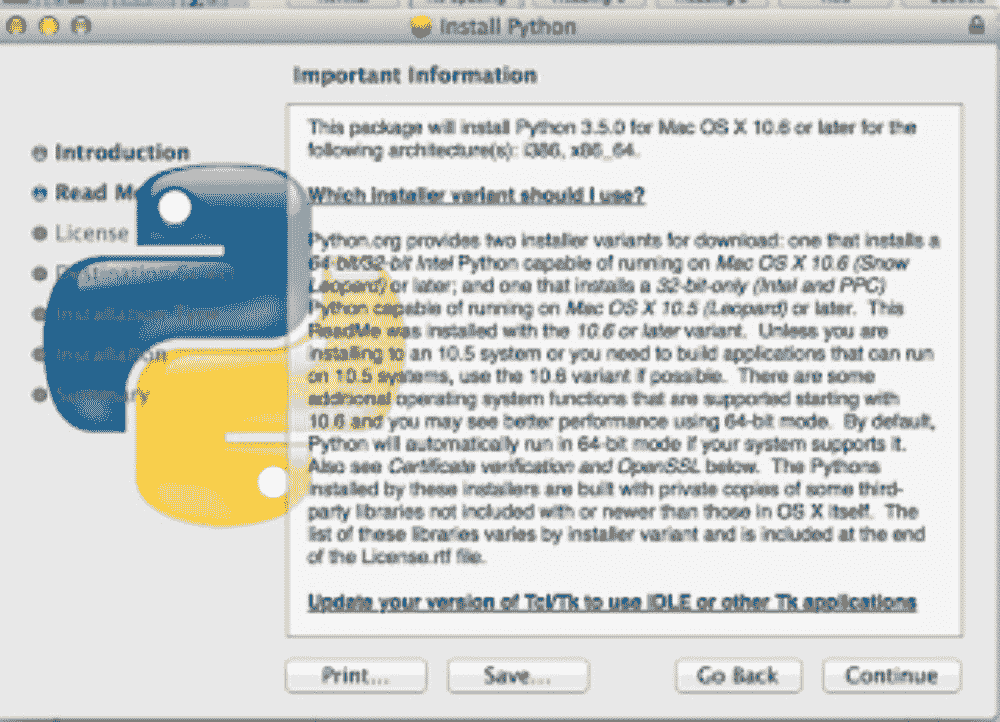 Install Python
Important Information
Introduction
Read Me
License
Installation
Summary
This package will install Python 3.5.0 for Mac OS X 10.6 or later for the
following architecture(s): i386, x86_64.
Which installer variant should I use?
Python.org provides two installer variants for download: one that installs a
64-bit/32-bit Intel Python capable of running on Mac OS X 10.6 (Snow
Leopard) or later; and one that installs a 32-bit-only (Intel and PPC)
Python capable of running on Mac OS X 10.5 (Leopard) or later. This
ReadMe was installed with the 10.6 or later variant. Unless you are
installing to an 10.5 system or you need to build applications that can run
on 10.5 systems, use the 10.6 variant if possible. There are some
additional operating system functions that are supported starting with
10.6 and you may see better performance using 64-bit mode. By default,
Python will automatically run in 64-bit mode if your system supports it.
Also see Certificate verification and OpenSSL below. The Pythons
installed by these installers are built with private copies of some third-
party libraries not included with or newer than those in OS X itself. The
list of these libraries varies by installer variant and is included at the end
of the License.rtf file.
Update your version of Tcl/Tk to use IDLE or other Tk applications
Print...
Save...
Go Back
Continue